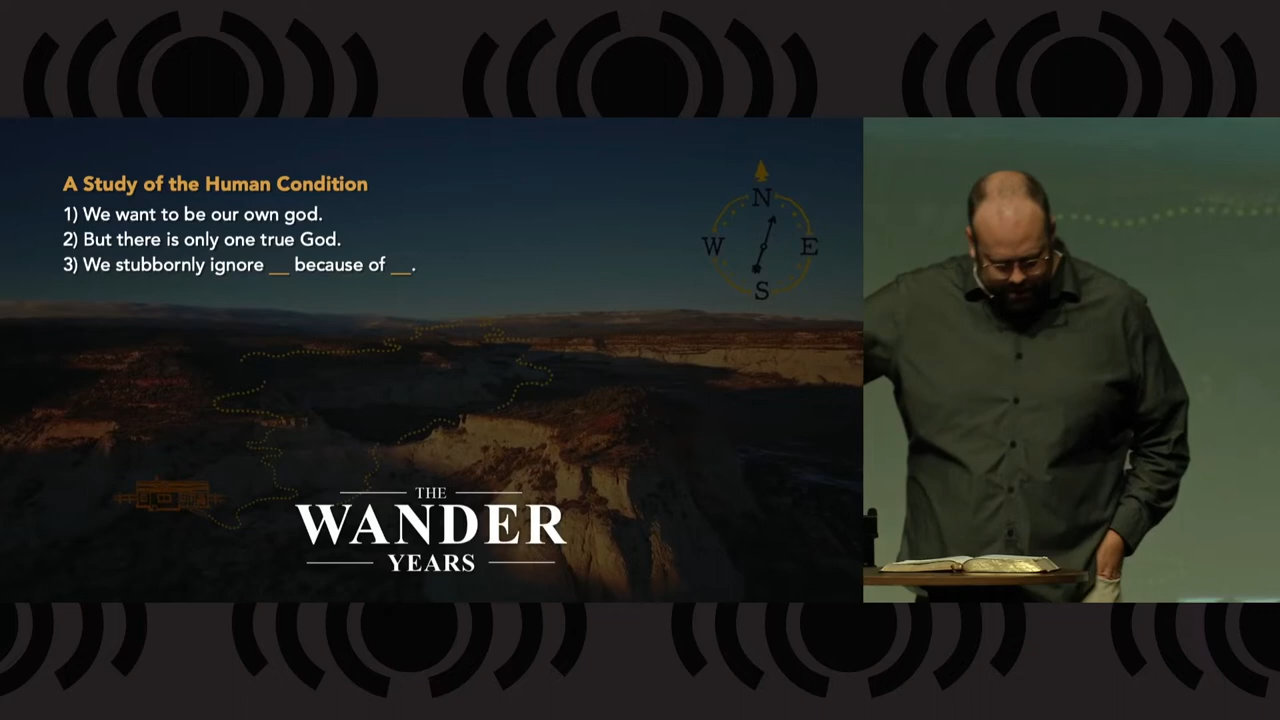 A Study of the Human Condition
1) We want to be our own god.
2) But there is only one true God.
3) We stubbornly ignore __ because of __.
N
W E
S
THE
WANDER
YEARS